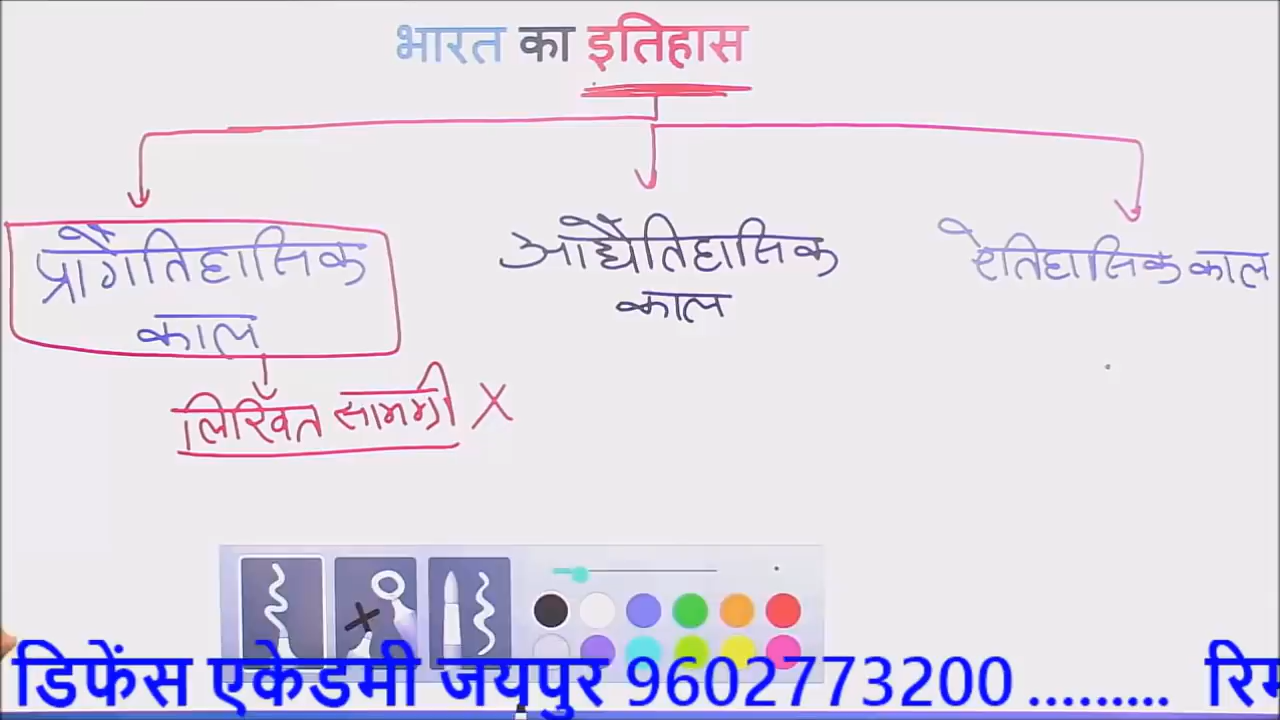 भारत का इतिहास
प्रागैतिहासिक
काल
आद्यैतिहासिक
काल
ऐतिहासिक काल
लिखित सामग्री X
डिफेंस एकेडमी जयपुर 9602773200 ......... रिम